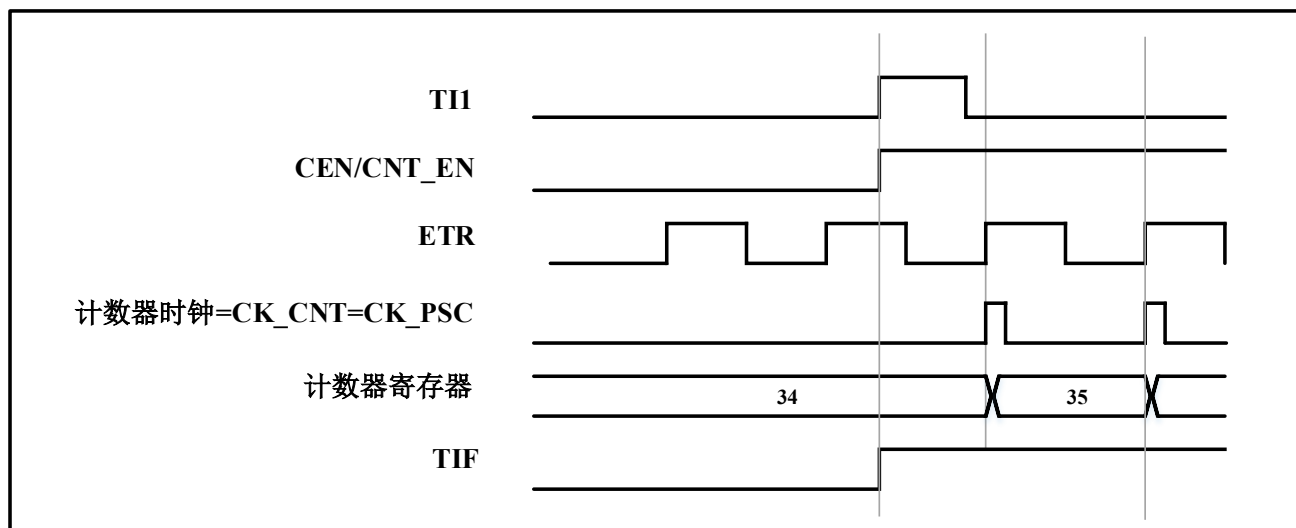 TI1
CEN/CNT_EN
ETR
计数器时钟=CK_CNT=CK_PSC
计数器寄存器
34
35
TIF